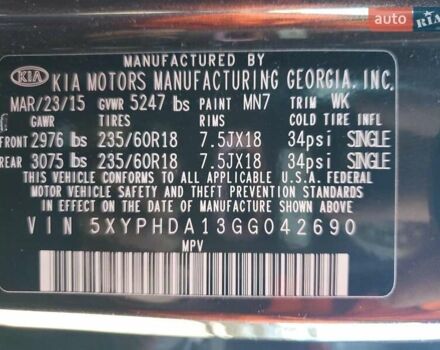 auto.ria
MANUFACTURED BY
KIA KIA MOTORS MANUFACTURING GEORGIA, INC.
MAR/23/15 GVWR 5247 lbs PAINT MN7 TRIM WK
GAWR TIRES RIMS COLD TIRE INFL
FRONT 2976 lbs 235/60R18 7.5JX18 34psi SINGLE
REAR 3075 lbs 235/60R18 7.5JX18 34psi SINGLE
THIS VEHICLE CONFORMS TO ALL APPLICABLE U.S.A. FEDERAL
MOTOR VEHICLE SAFETY AND THEFT PREVENTION STANDARDS
IN EFFECT ON THE DATE OF MANUFACTURE SHOWN ABOVE.
VIN 5XYPHDA13GG042690
MPV